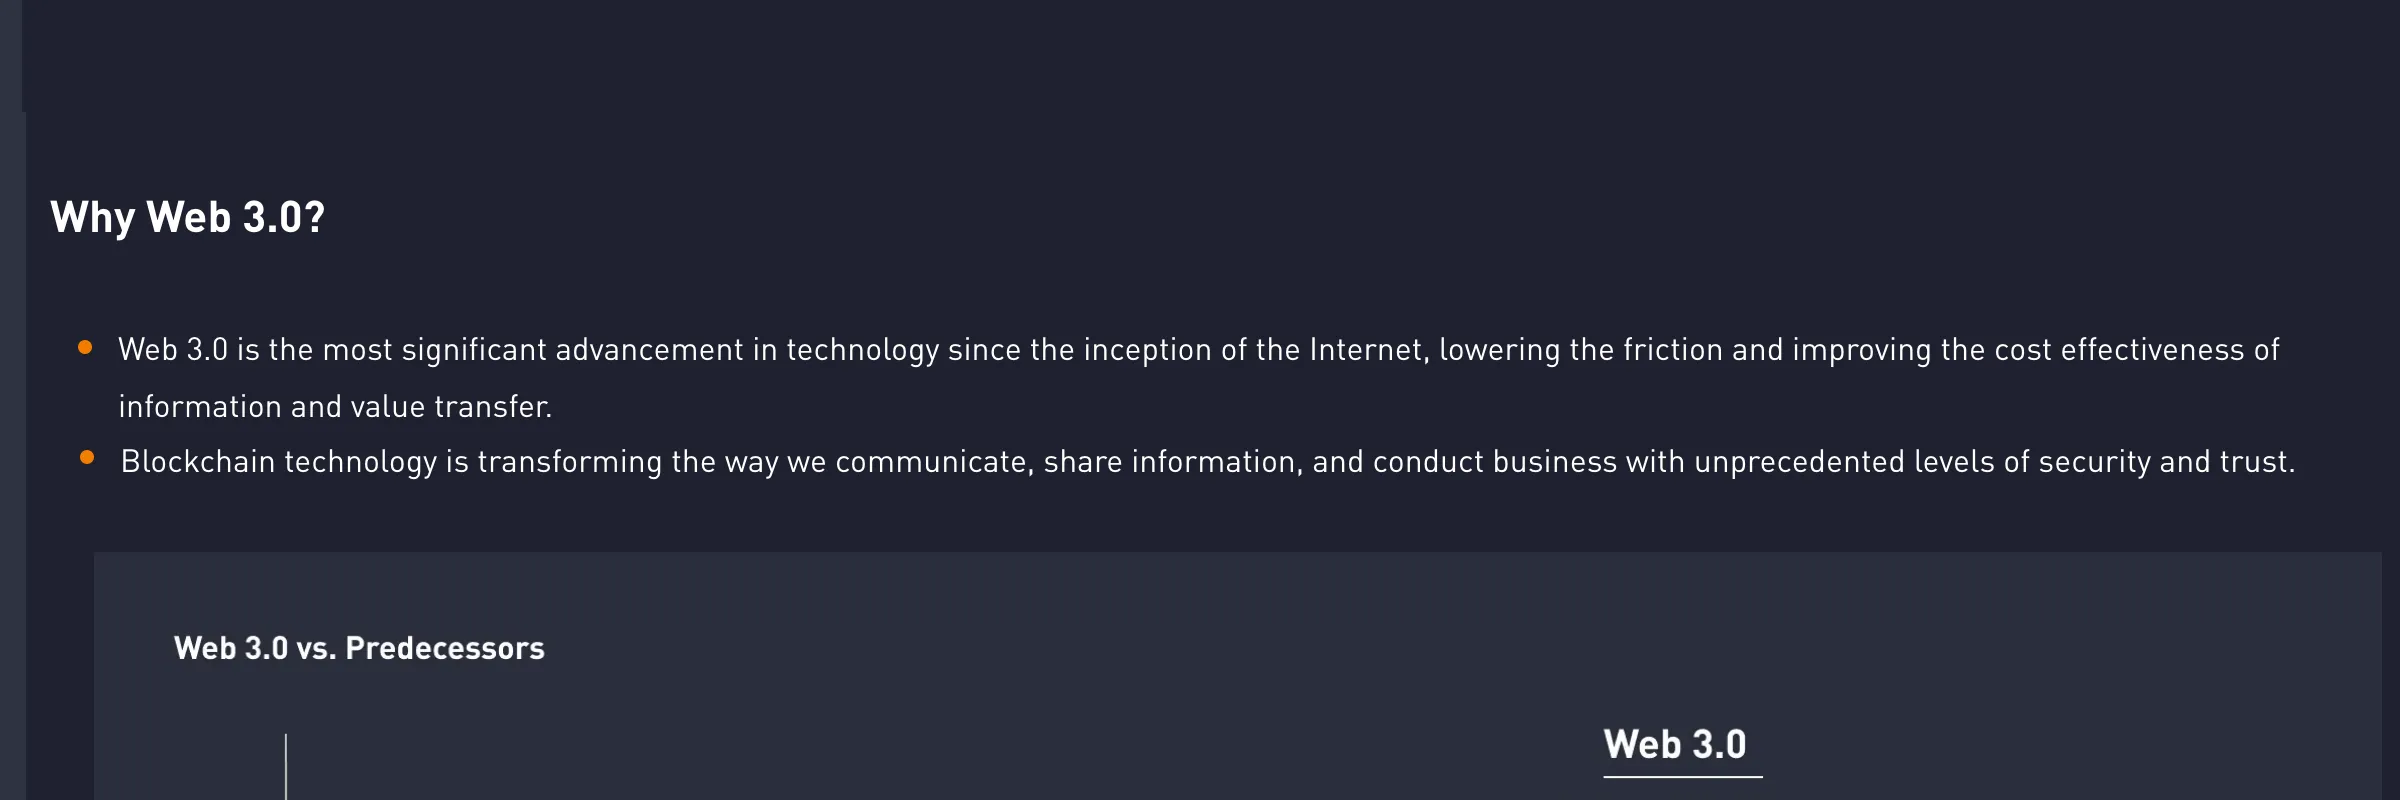 Why Web 3.0?
Web 3.0 is the most significant advancement in technology since the inception of the Internet, lowering the friction and improving the cost effectiveness of
information and value transfer.
Blockchain technology is transforming the way we communicate, share information, and conduct business with unprecedented levels of security and trust.
Web 3.0 vs. Predecessors
Web 3.0